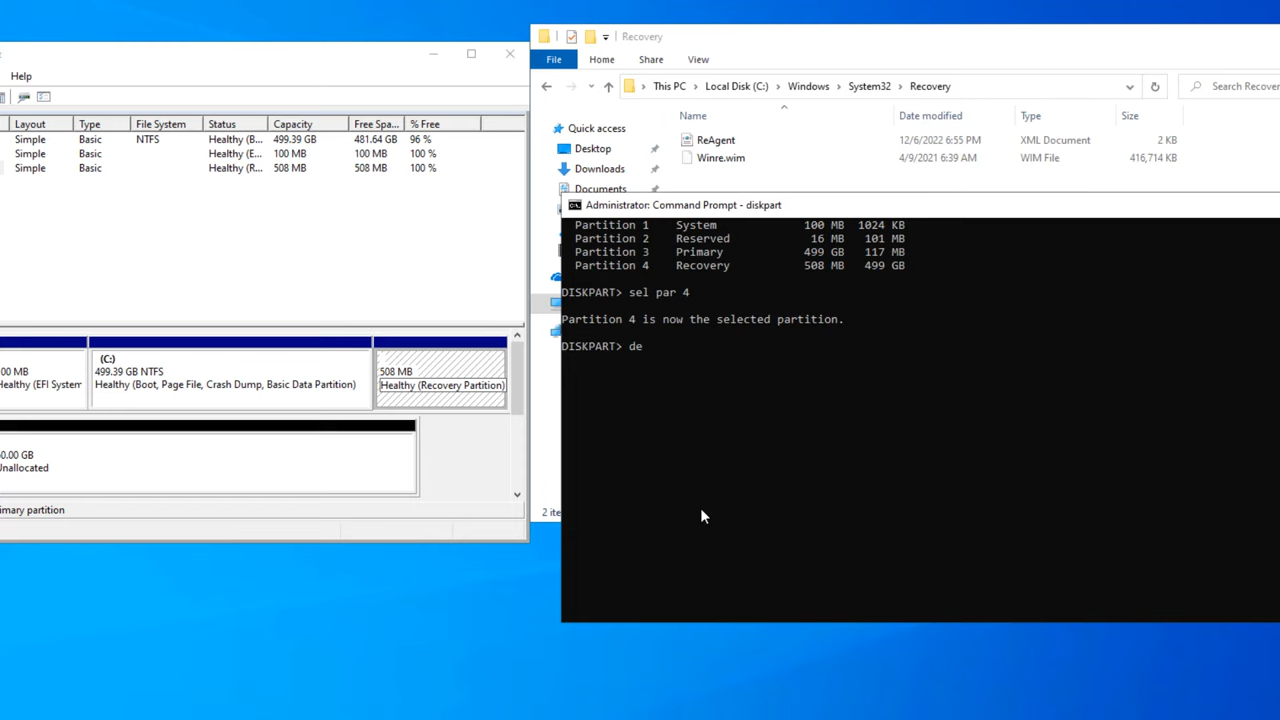 Help
Layout Type File System Status Capacity Free Spa... % Free
Simple Basic NTFS Healthy (B... 499.39 GB 481.64 GB 96 %
Simple Basic Healthy (E... 100 MB 100 MB 100 %
Simple Basic Healthy (R... 508 MB 508 MB 100 %
00 MB
Healthy (EFI System
(C:)
499.39 GB NTFS
Healthy (Boot, Page File, Crash Dump, Basic Data Partition)
508 MB
Healthy (Recovery Partition)
0.00 GB
Unallocated
imary partition
Recovery
File Home Share View
This PC > Local Disk (C:) > Windows > System32 > Recovery
Search Recover
Quick access
Desktop
Downloads
Documents
Name Date modified Type Size
ReAgent 12/6/2022 6:55 PM XML Document 2 KB
Winre.wim 4/9/2021 6:39 AM WIM File 416,714 KB
2 ite
Administrator: Command Prompt - diskpart
Partition 1 System 100 MB 1024 KB
Partition 2 Reserved 16 MB 101 MB
Partition 3 Primary 499 GB 117 MB
Partition 4 Recovery 508 MB 499 GB
DISKPART> sel par 4
Partition 4 is now the selected partition.
DISKPART> de